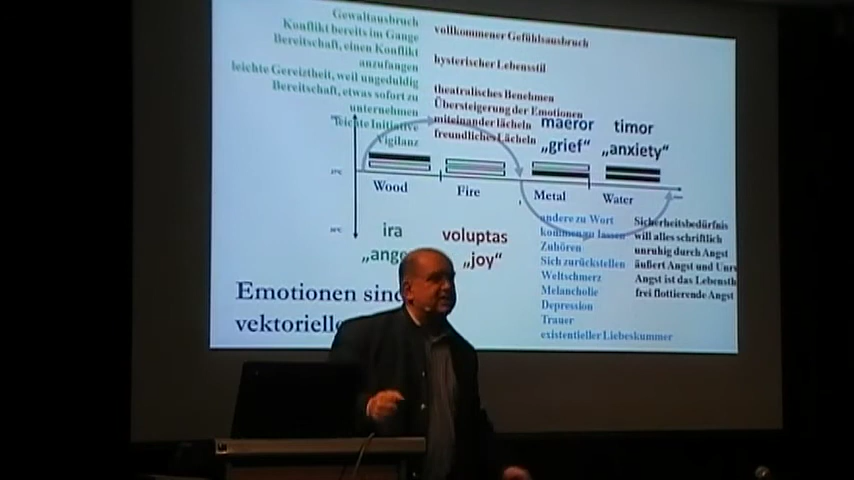 Gewaltausbruch
Konflikt bereits im Gange
Bereitschaft, einen Konflikt
anzufangen
leichte Gereiztheit, weil ungeduldig
Bereitschaft, etwas sofort zu
unternehmen
leichte Initiative
Vigilanz
vollkommener Gefühlsausbruch
hysterischer Lebensstil
theatralisches Benehmen
Übersteigerung der Emotionen
miteinander lächeln
freundliches Lächeln
maeror
„grief“
timor
„anxiety“
Wood
Fire
Metal
Water
ira
„ange
voluptas
„joy“
andere zu Wort
kommen zu lassen
Zuhören
Sich zurückstellen
Weltschmerz
Melancholie
Depression
Trauer
existentieller Liebeskummer
Sicherheitsbedürfnis
will alles schriftlich
unruhig durch Angst
äußert Angst und Unr
Angst ist das Lebensth
frei flottierende Angst
Emotionen sind
vektorielle